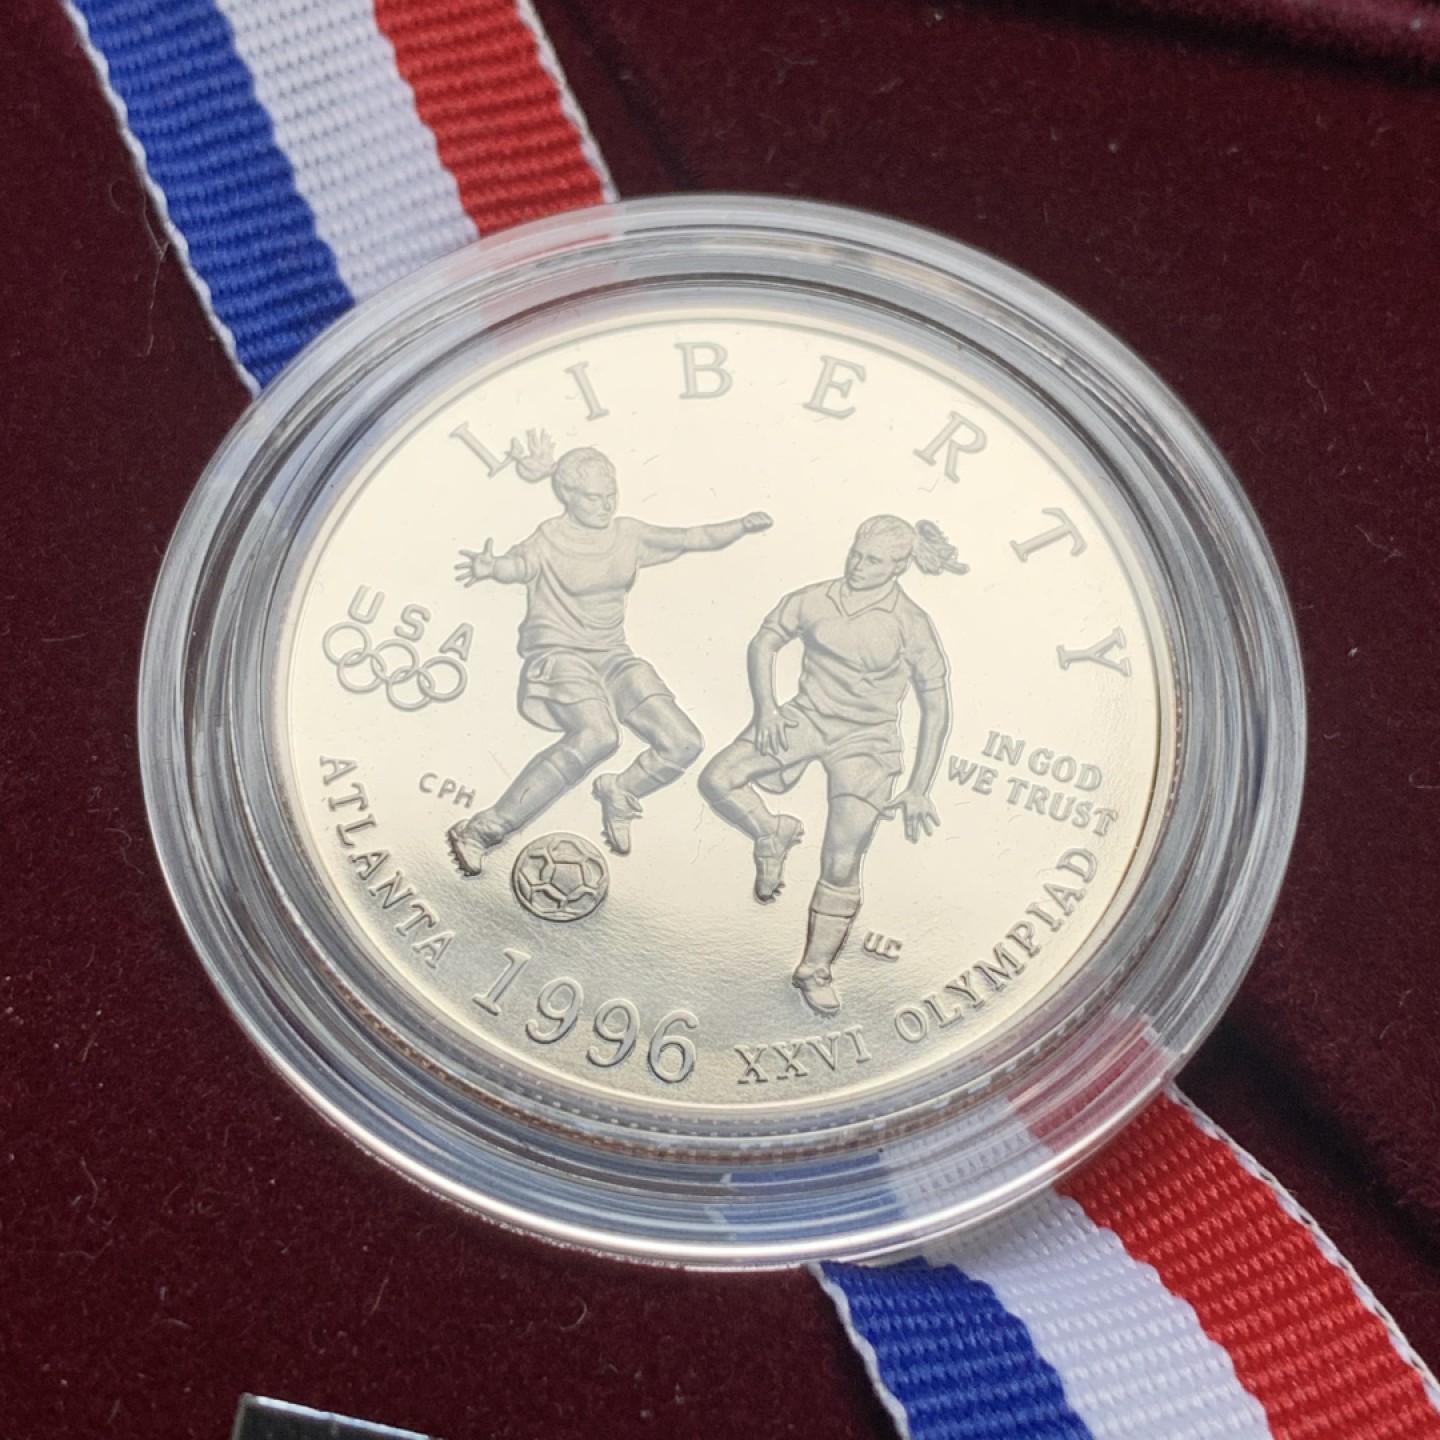 LIBERTY
USA
CPH
IN GOD
WE TRUST
ATLANTA 1996 XXVI OLYMPIAD